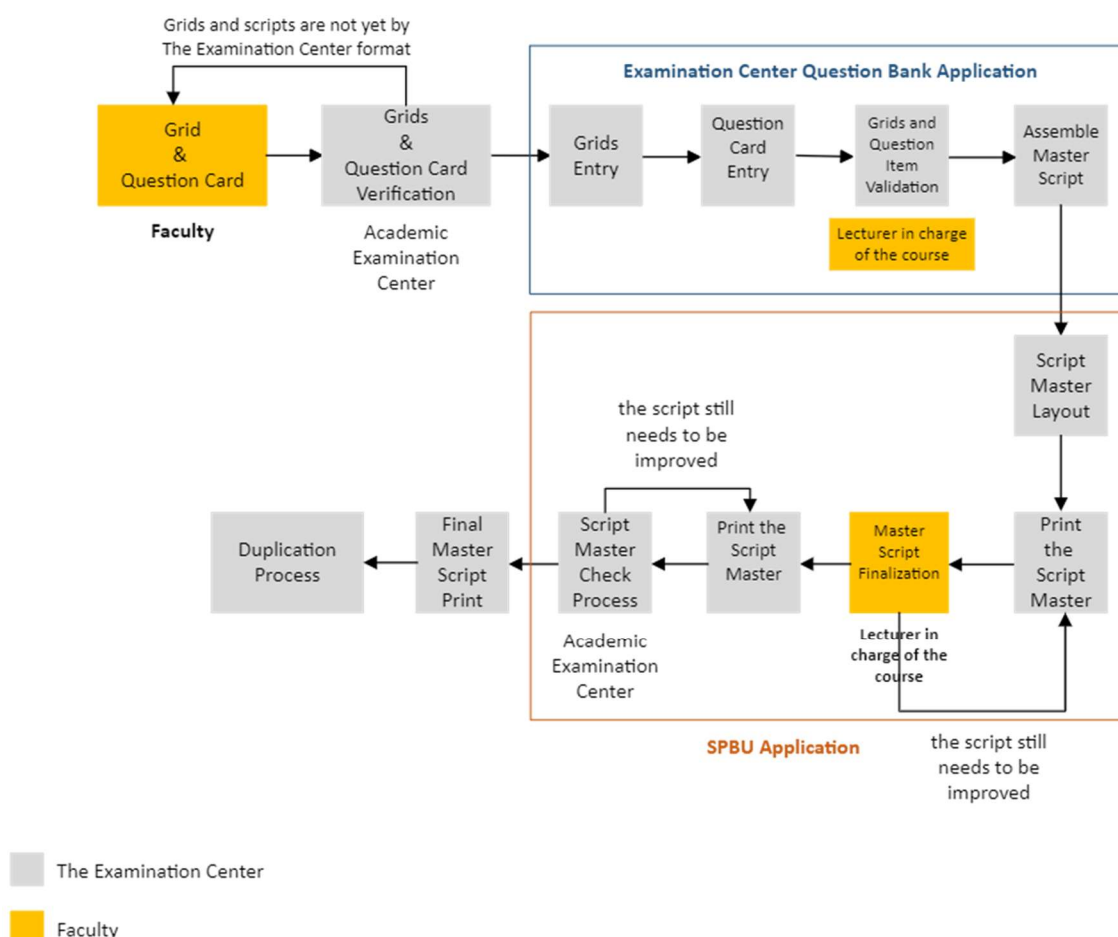 Grids and scripts are not yet by
The Examination Center format
Examination Center Question Bank Application
Grid
&
Question Card
Faculty
Grids
&
Question Card
Verification
Academic
Examination
Center
Grids
Entry
Question
Card
Entry
Grids and
Question
Item
Validation
Lecturer in charge
of the course
Assemble
Master
Script
Script
Master
Layout
Print
the
Script
Master
Master
Script
Finalization
Lecturer in
charge of the
course
the script still
needs to be
improved
Print the
Script
Master
the script still
needs to be
improved
Script
Master
Check
Process
Academic
Examination
Center
Final
Master
Script
Print
Duplication
Process
SPBU Application
The Examination Center
Faculty